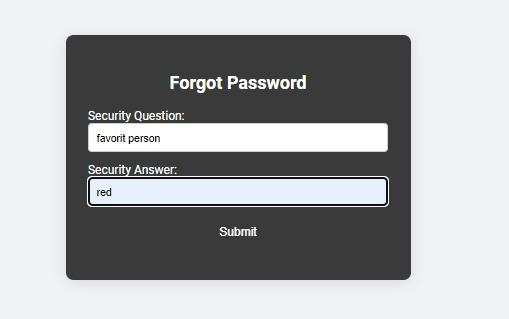 Forgot Password
Security Question:
favorit person
Security Answer:
red
Submit